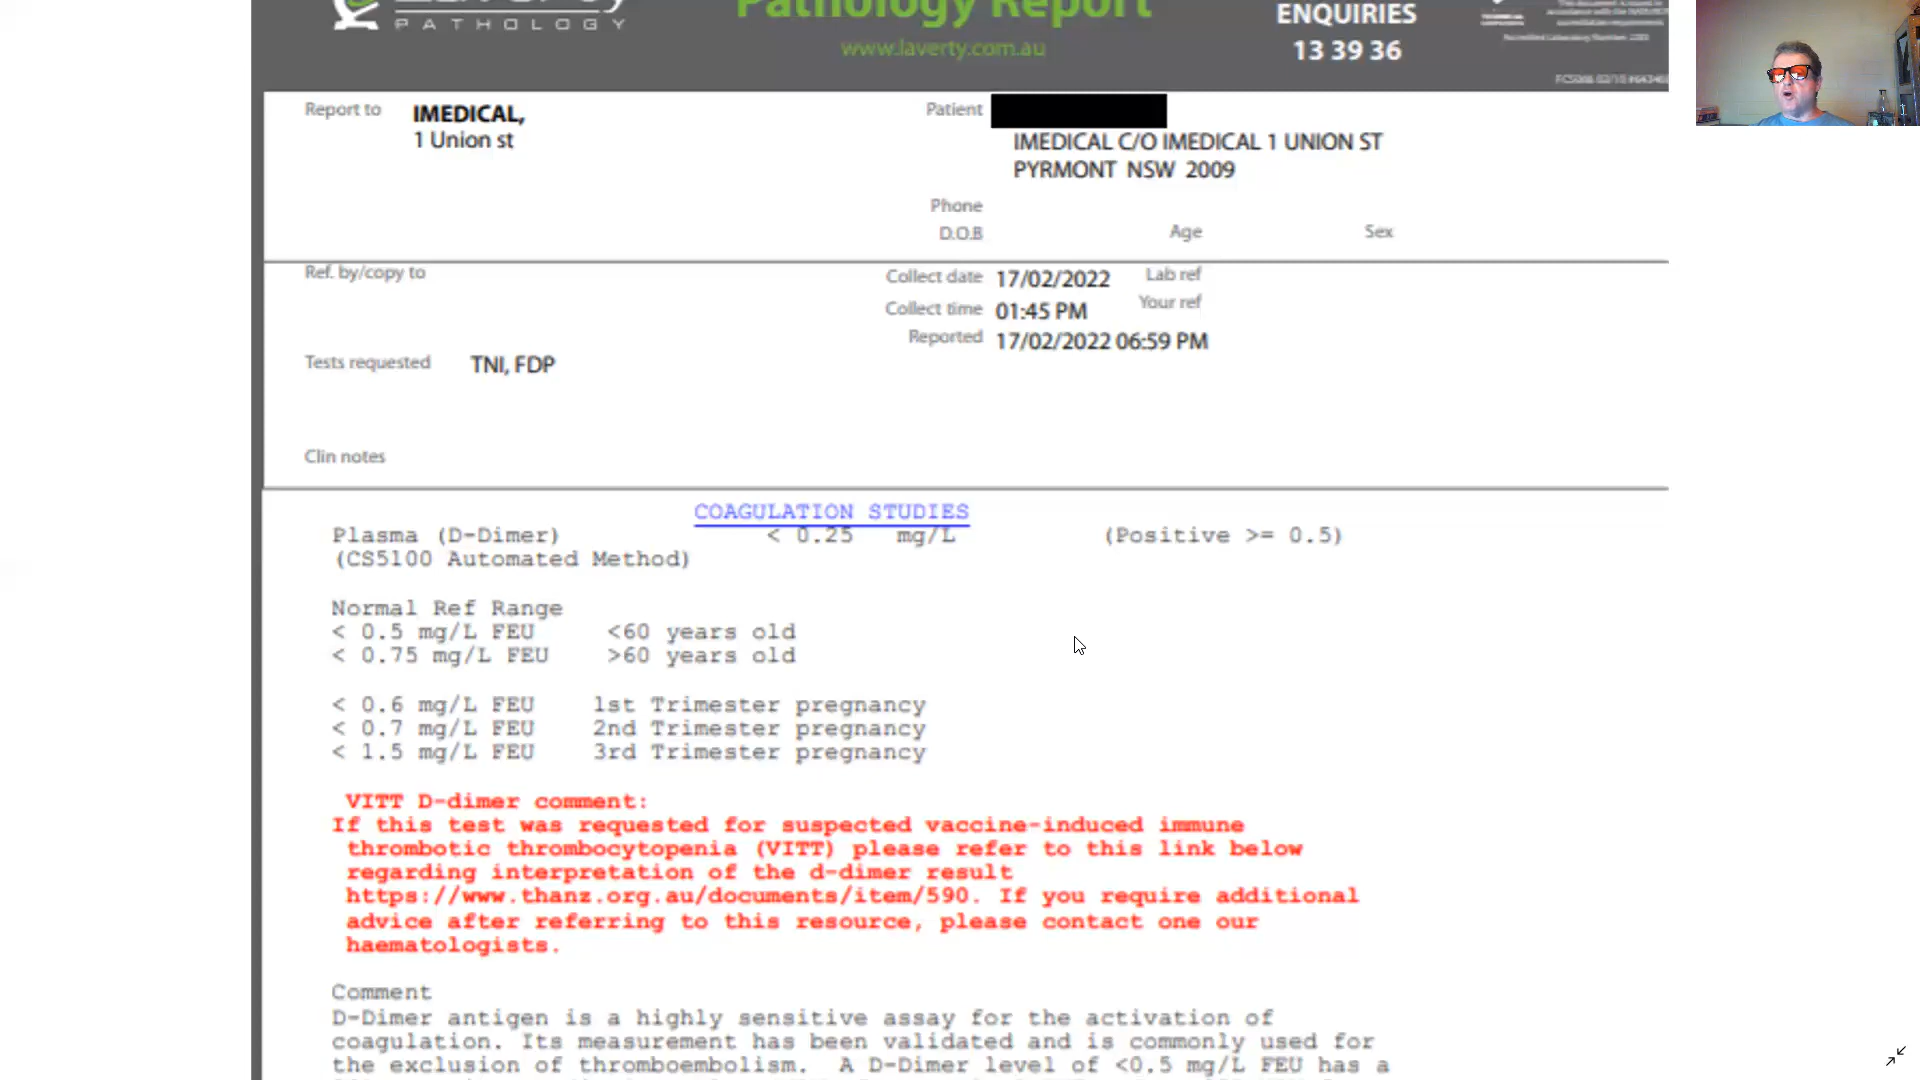 PATHOLOGY
Pathology Report
www.laverty.com.au
ENQUIRIES
13 39 36
Report to IMEDICAL,
1 Union st
Patient
IMEDICAL C/O IMEDICAL 1 UNION ST
PYRMONT NSW 2009
Phone
D.O.B Age Sex
Ref. by/copy to
Collect date 17/02/2022 Lab ref
Collect time 01:45 PM Your ref
Reported 17/02/2022 06:59 PM
Tests requested TNI, FDP
Clin notes
COAGULATION STUDIES
Plasma (D-Dimer) < 0.25 mg/L (Positive >= 0.5)
(CS5100 Automated Method)
Normal Ref Range
< 0.5 mg/L FEU <60 years old
< 0.75 mg/L FEU >60 years old
< 0.6 mg/L FEU 1st Trimester pregnancy
< 0.7 mg/L FEU 2nd Trimester pregnancy
< 1.5 mg/L FEU 3rd Trimester pregnancy
VITT D-dimer comment:
If this test was requested for suspected vaccine-induced immune
thrombotic thrombocytopenia (VITT) please refer to this link below
regarding interpretation of the d-dimer result
https://www.thanz.org.au/documents/item/590. If you require additional
advice after referring to this resource, please contact one our
haematologists.
Comment
D-Dimer antigen is a highly sensitive assay for the activation of
coagulation. Its measurement has been validated and is commonly used for
the exclusion of thromboembolism. A D-Dimer level of <0.5 mg/L FEU has a